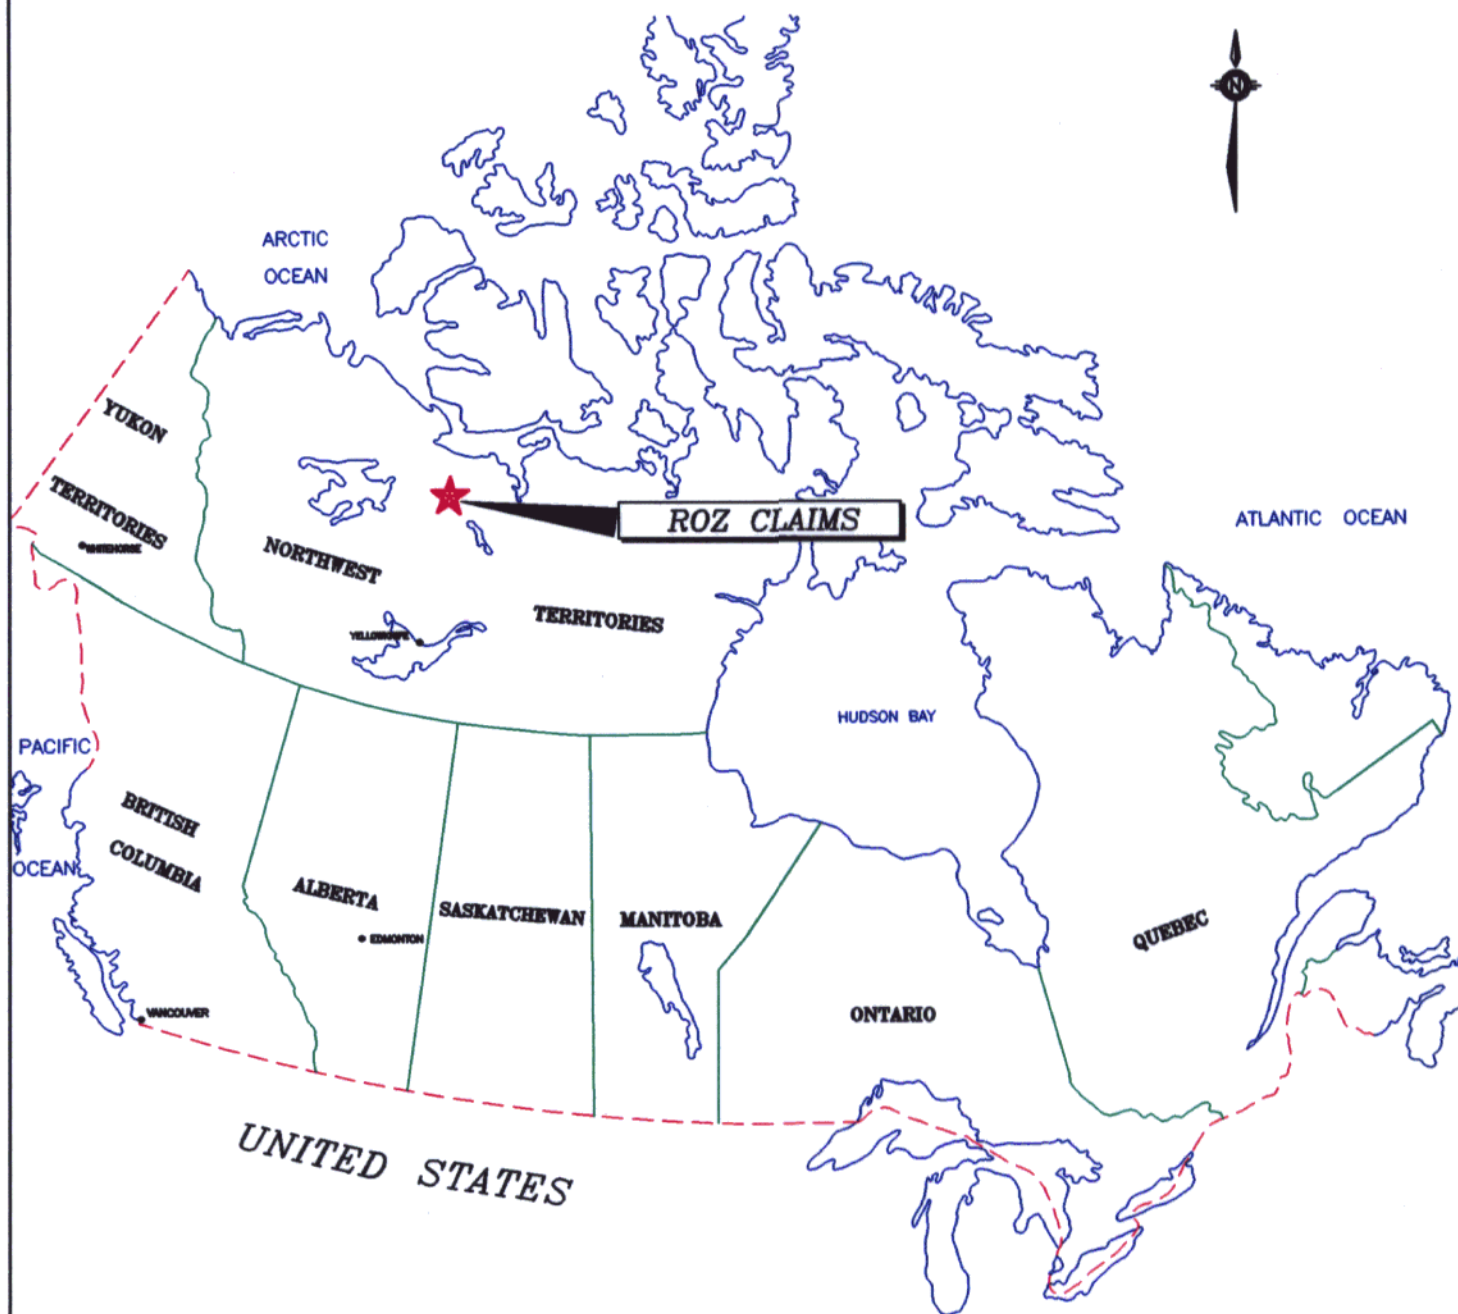 N
ARCTIC
OCEAN
YUKON
TERRITORIES
WHITEHORSE
ROZ CLAIMS
ATLANTIC OCEAN
NORTHWEST
TERRITORIES
YELLOWKNIFE
HUDSON BAY
PACIFIC
OCEAN
BRITISH
COLUMBIA
ALBERTA
EDMONTON
SASKATCHEWAN
MANITOBA
QUEBEC
ONTARIO
VANCOUVER
UNITED STATES